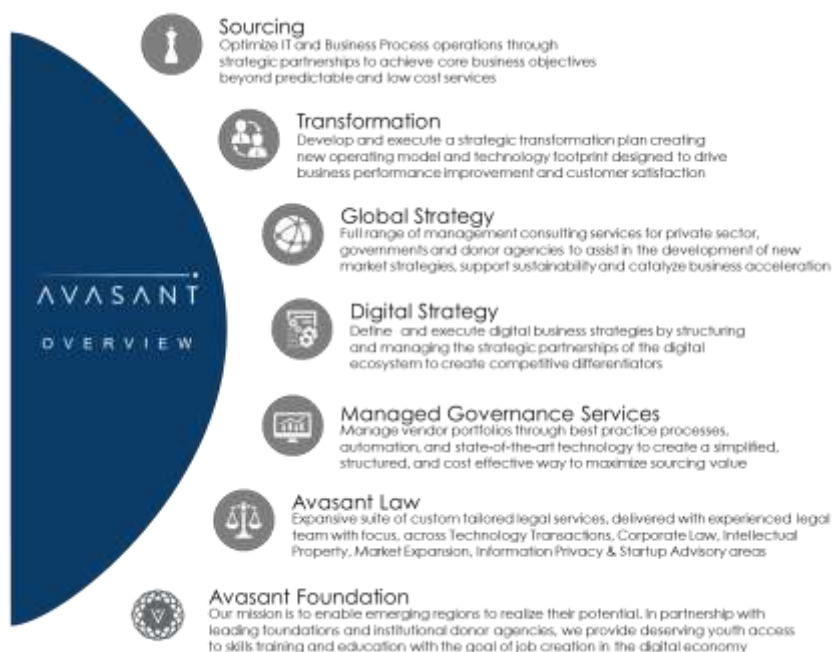 AVASANT
OVERVIEW
Sourcing
Optimize IT and Business Process operations through
strategic partnerships to achieve core business objectives
beyond predictable and low cost services
Transformation
Develop and execute a strategic transformation plan creating
new operating model and technology footprint designed to drive
business performance improvement and customer satisfaction
Global Strategy
Full range of management consulting services for private sector,
governments and donor agencies to assist in the development of new
market strategies, support sustainability and catalyze business acceleration
Digital Strategy
Define and execute digital business strategies by structuring
and managing the strategic partnerships of the digital
ecosystem to create competitive differentiators
Managed Governance Services
Manage vendor portfolios through best practice processes,
automation, and state-of-the-art technology to create a simplified,
structured, and cost effective way to maximize sourcing value
Avasant Law
Expansive suite of custom tailored legal services, delivered with experienced legal
team with focus, across Technology Transactions, Corporate Law, Intellectual
Property, Market Expansion, Information Privacy & Startup Advisory areas
Avasant Foundation
Our mission is to enable emerging regions to realize their potential. In partnership with
leading foundations and institutional donor agencies, we provide deserving youth access
to skills training and education with the goal of job creation in the digital economy